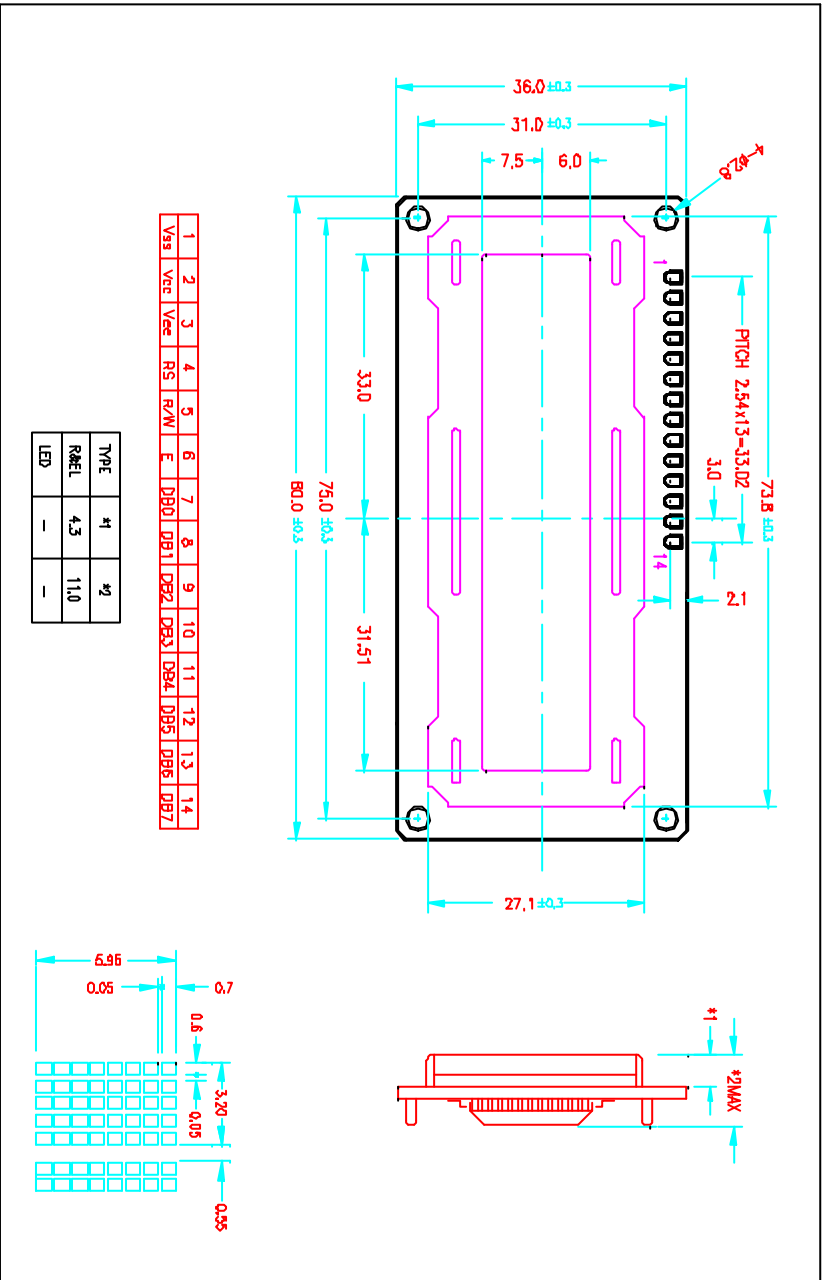 36.0 ±0.3
31.0 ±0.3
7.5
6.0
4-Φ2.8
1
PITCH 2.54x13=33.02
14
3.0
73.8 ±0.3
2.1
33.0
31.51
75.0 ±0.3
80.0 ±0.3
27.1 ±0.3
1 2 3 4 5 6 7 8 9 10 11 12 13 14
Vss Vcc Vee RS R/W E DB0 DB1 DB2 DB3 DB4 DB5 DB6 DB7
TYPE *1 *2
R&EL 4.3 11.0
LED — —
*1
*2MAX
5.95
0.05
0.7
0.6
3.20
0.05
0.55